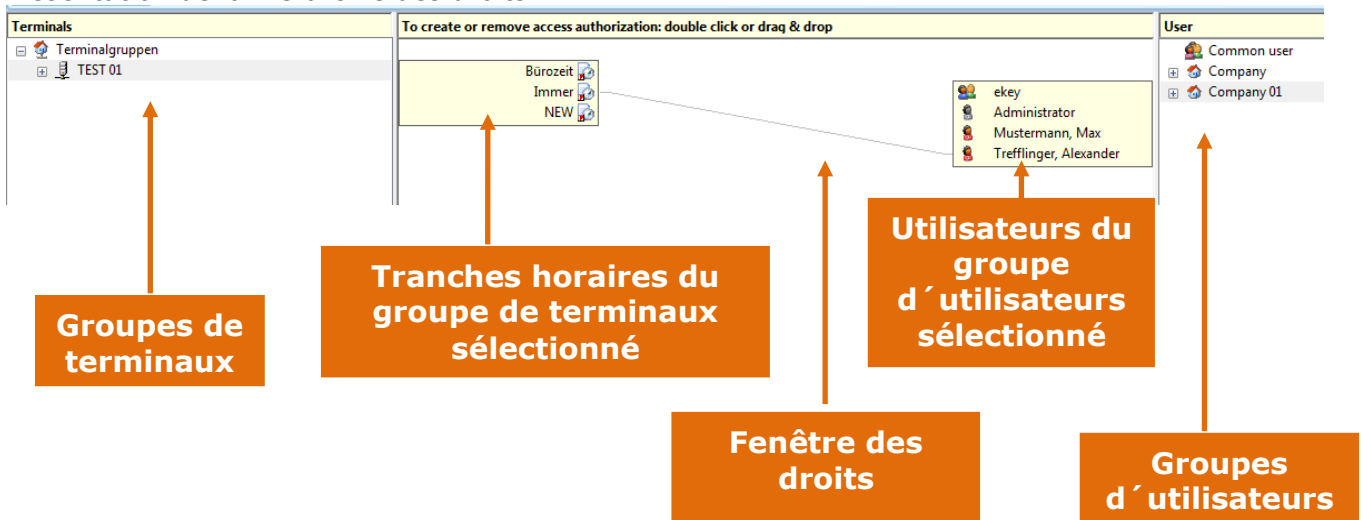 Terminals
To create or remove access authorization: double click or drag & drop
User
Terminalgruppen
TEST 01
Bürozeit
Immer
NEW
ekey
Administrator
Mustermann, Max
Trefflinger, Alexander
Common user
Company
Company 01
Groupes de
terminaux
Tranches horaires du
groupe de terminaux
sélectionné
Utilisateurs du
groupe
d´utilisateurs
sélectionné
Fenêtre des
droits
Groupes
d´utilisateurs